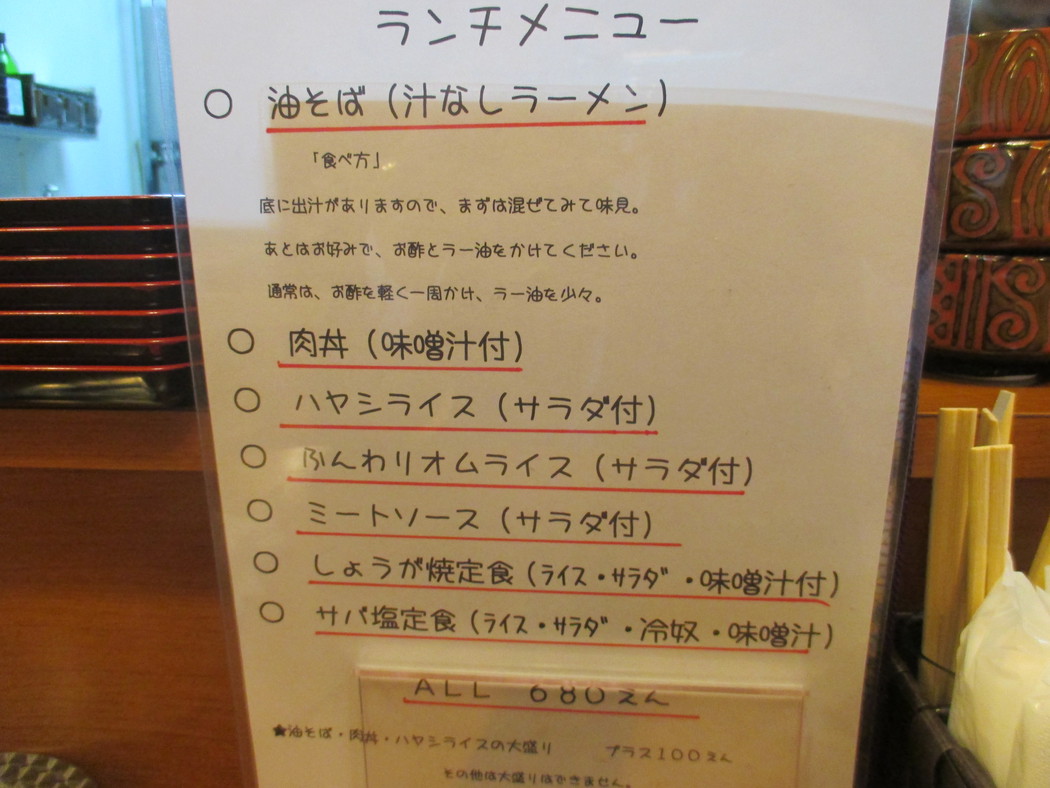 ランチメニュー
○ 油そば（汁なしラーメン）
「食べ方」
底に出汁がありますので、まずは混ぜてみて味見。
あとはお好みで、お酢とラー油をかけてください。
通常は、お酢を軽く一周かけ、ラー油を少々。
○ 肉丼（味噌汁付）
○ ハヤシライス（サラダ付）
○ ふんわりオムライス（サラダ付）
○ ミートソース（サラダ付）
○ しょうが焼定食（ﾗｲｽ・ｻﾗﾀﾞ・味噌汁付）
○ サバ塩定食（ﾗｲｽ・ｻﾗﾀﾞ・冷奴・味噌汁）
ALL 680えん
★油そば・肉丼・ハヤシライスの大盛り プラス100えん
その他は大盛りはできません。